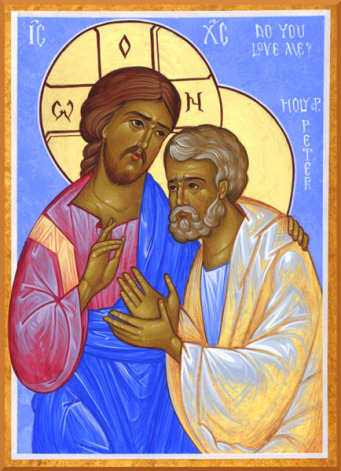 ΙC
ΧC
DO YOU
LOVE ME?
Ο
Ѡ Ν
HOLY AP.
PETER